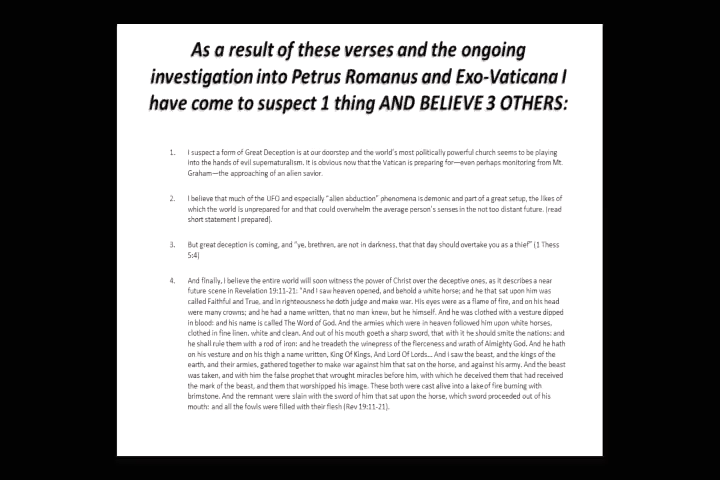 As a result of these verses and the ongoing
investigation into Petrus Romanus and Exo-Vaticana I
have come to suspect 1 thing AND BELIEVE 3 OTHERS:
1. I suspect a form of Great Deception is at our doorstep and the world's most politically powerful church seems to be playing
into the hands of evil supernaturalism. It is obvious now that the Vatican is preparing for—even perhaps monitoring from Mt.
Graham—the approaching of an alien savior.
2. I believe that much of the UFO and especially "alien abduction" phenomena is demonic and part of a great setup, the likes of
which the world is unprepared for and that could overwhelm the average person's senses in the not too distant future. (read
short statement I prepared).
3. But great deception is coming, and "ye, brethren, are not in darkness, that that day should overtake you as a thief" (1 Thess
5:4)
4. And finally, I believe the entire world will soon witness the power of Christ over the deceptive ones, as it describes a near
future scene in Revelation 19:11-21: "And I saw heaven opened, and behold a white horse; and he that sat upon him was
called Faithful and True, and in righteousness he doth judge and make war. His eyes were as a flame of fire, and on his head
were many crowns; and he had a name written, that no man knew, but he himself. And he was clothed with a vesture dipped
in blood: and his name is called The Word of God. And the armies which were in heaven followed him upon white horses,
clothed in fine linen, white and clean. And out of his mouth goeth a sharp sword, that with it he should smite the nations: and
he shall rule them with a rod of iron: and he treadeth the winepress of the fierceness and wrath of Almighty God. And he hath
on his vesture and on his thigh a name written, King Of Kings, And Lord Of Lords... And I saw the beast, and the kings of the
earth, and their armies, gathered together to make war against him that sat on the horse, and against his army. And the beast
was taken, and with him the false prophet that wrought miracles before him, with which he deceived them that had received
the mark of the beast, and them that worshipped his image. These both were cast alive into a lake of fire burning with
brimstone. And the remnant were slain with the sword of him that sat upon the horse, which sword proceeded out of his
mouth: and all the fowls were filled with their flesh (Rev 19:11-21).